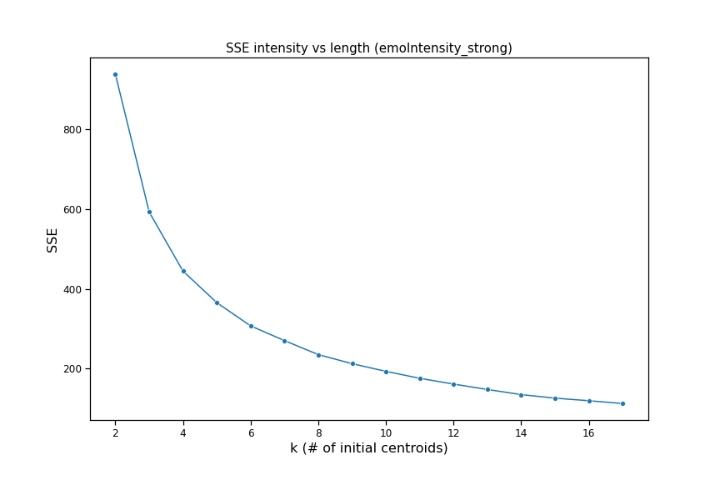 SSE intensity vs length (emoIntensity_strong)
800
600
400
200
SSE
2 4 6 8 10 12 14 16
k (# of initial centroids)